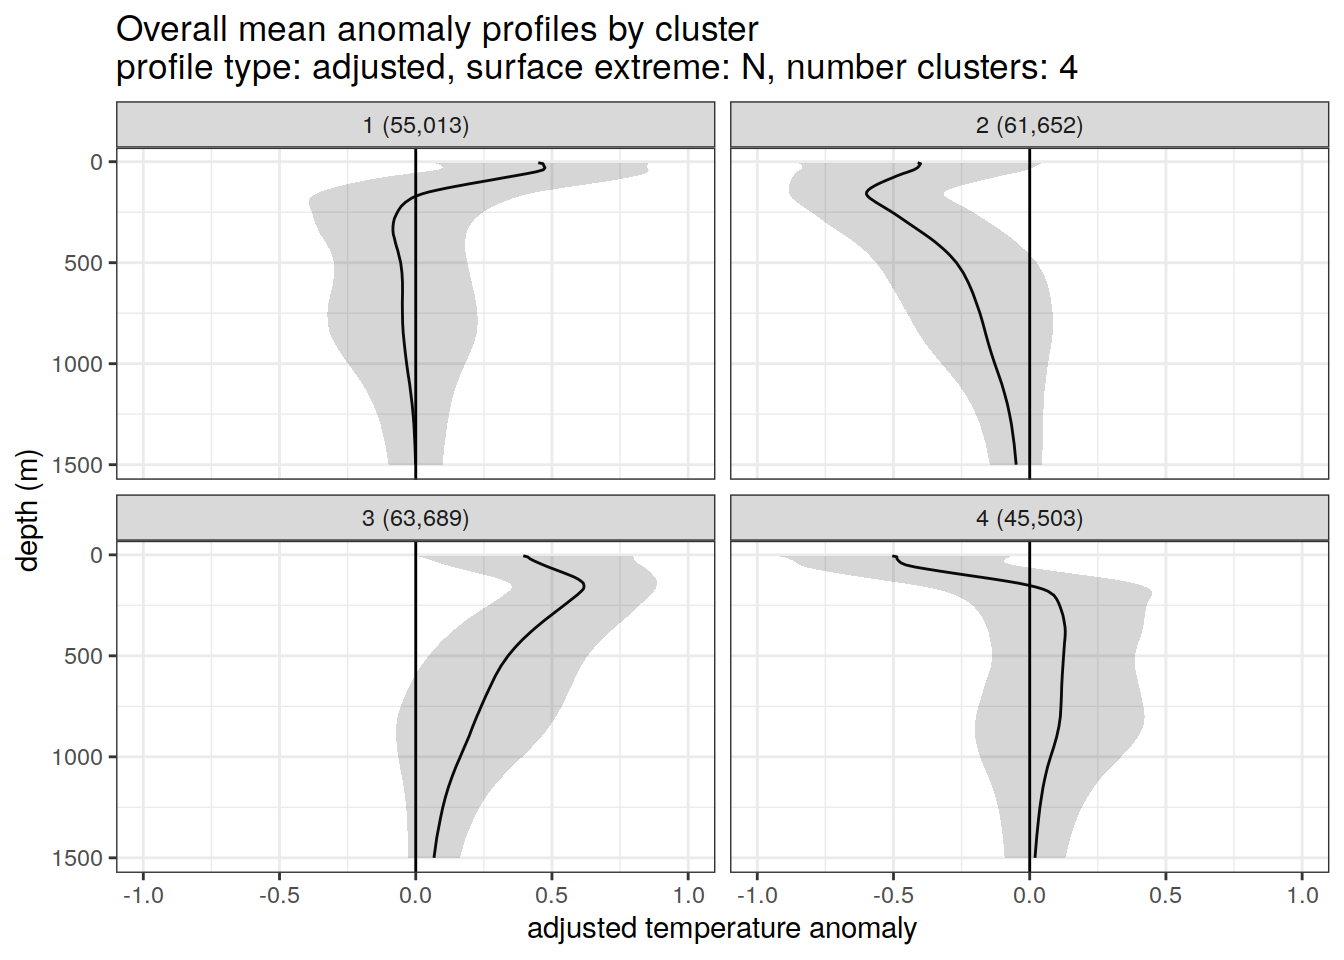 Overall mean anomaly profiles by cluster
profile type: adjusted, surface extreme: N, number clusters: 4
1 (55,013)
2 (61,652)
0
500
1000
1500
3 (63,689)
4 (45,503)
0
500
1000
1500
depth (m)
-1.0 -0.5 0.0 0.5 1.0 -1.0 -0.5 0.0 0.5 1.0
adjusted temperature anomaly